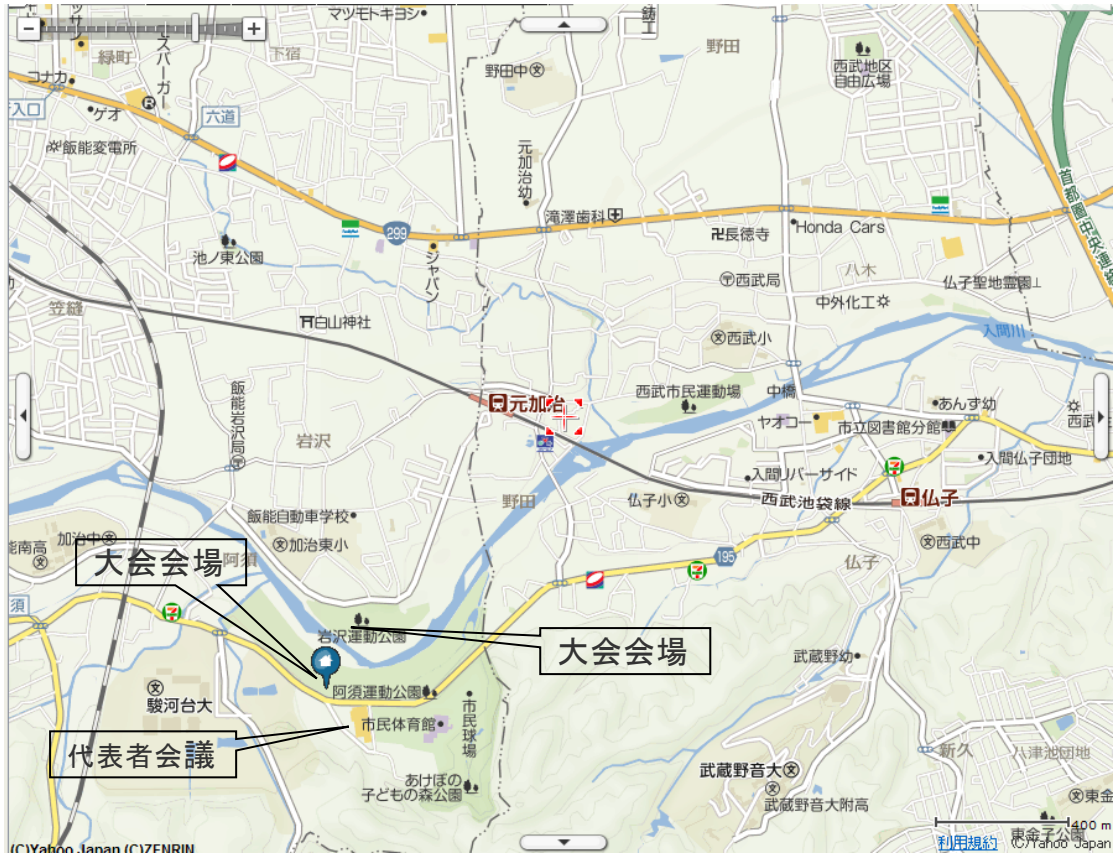 マツモトキヨシ
鋳
工
緑町
下宿
スパーガー
コナカ
野田
野田中
西武地区
自由広場
入口
ゲオ
六道
飯能変電所
元加治幼
首都圏中央連絡
滝澤歯科
299
長徳寺
Honda Cars
池ノ東公園
ジャパン
西武局
八木
仏子聖地霊園
中外化工
笠縫
白山神社
入間川
西武小
飯能岩沢局
元加治
西武市民運動場
中橋
あんず幼
ヤオコー
市立図書館分館
岩沢
入間リバーサイド
入間仏子団地
野田
仏子小
西武池袋線
仏子
飯能自動車学校
加治中
加治東小
能南高
阿須
195
西武中
仏子
大会会場
須
岩沢運動公園
大会会場
武蔵野幼
阿須運動公園
駿河台大
市民体育館
市民球場
代表者会議
新久
八津池団地
武蔵野音大
あけぼの
子どもの森公園
武蔵野音大附高
東金
400 m
東金子公園
利用規約
(C)Yahoo Japan
(C)Yahoo Japan (C)ZENRIN